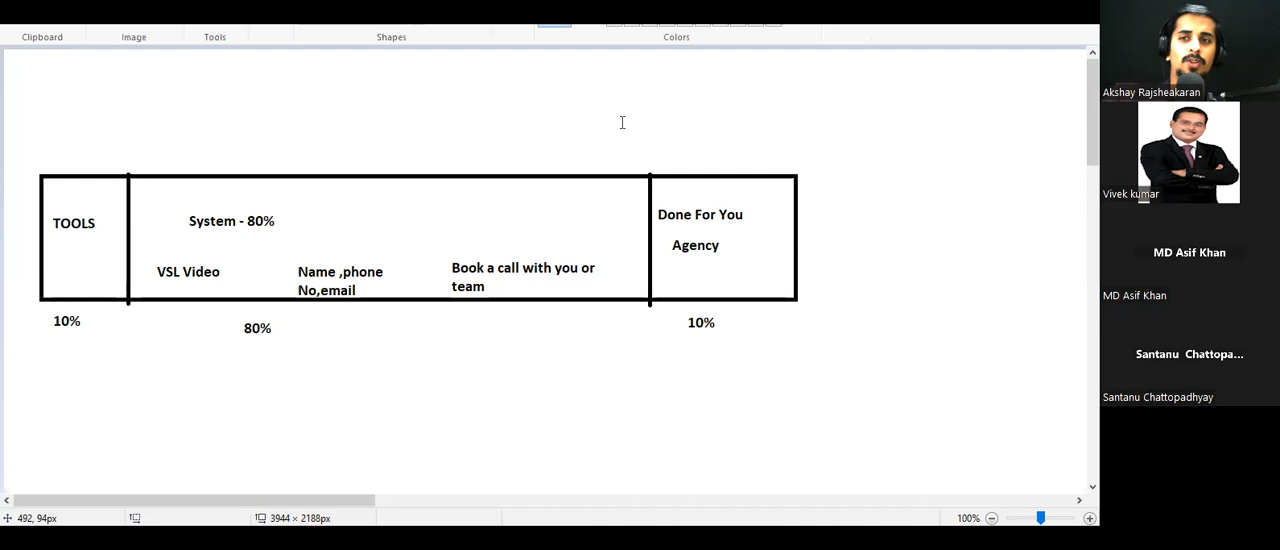 Clipboard
Image
Tools
Shapes
Colors
Akshay Rajsheakaran
Vivek kumar
MD Asif Khan
MD Asif Khan
Santanu Chattopa...
Santanu Chattopadhyay
TOOLS
System - 80%
Done For You
Agency
VSL Video
Name ,phone
No,email
Book a call with you or
team
10%
80%
10%
492, 94px
3944 × 2188px
100%